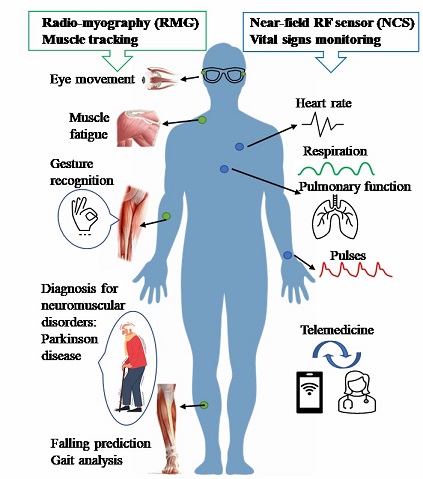 Radio-myography (RMG)
Muscle tracking
Near-field RF sensor (NCS)
Vital signs monitoring
Eye movement
Muscle
fatigue
Gesture
recognition
Diagnosis for
neuromuscular
disorders:
Parkinson
disease
Falling prediction
Gait analysis
Heart rate
Respiration
Pulmonary function
Pulses
Telemedicine